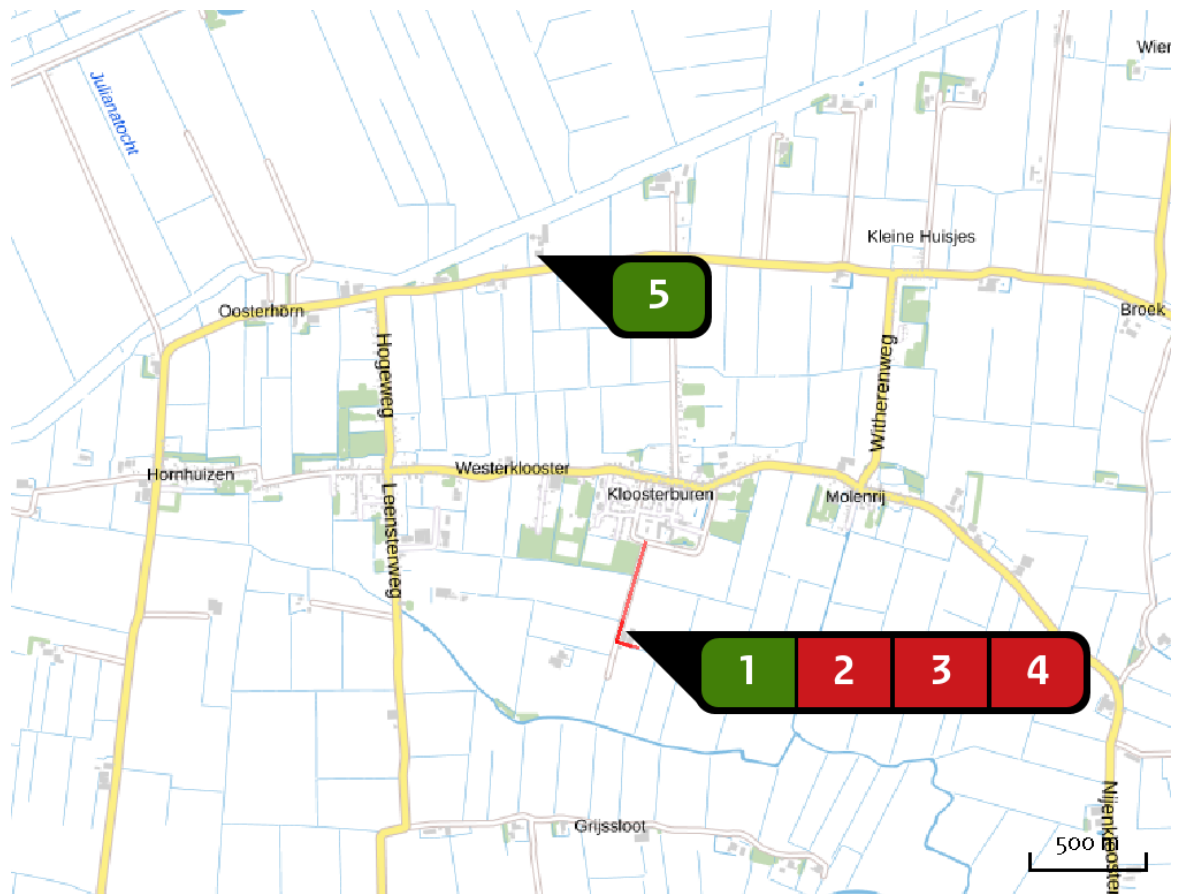 Wier
Julianatocht
Kleine Huisjes
5
Oosterhorn
Broek
Hogeweg
Witherenweg
Westerklooster
Hornhuizen
Kloosterburen
Molenrij
Leensterweg
1 2 3 4
Grijssloot
Nijenklooster
500 m